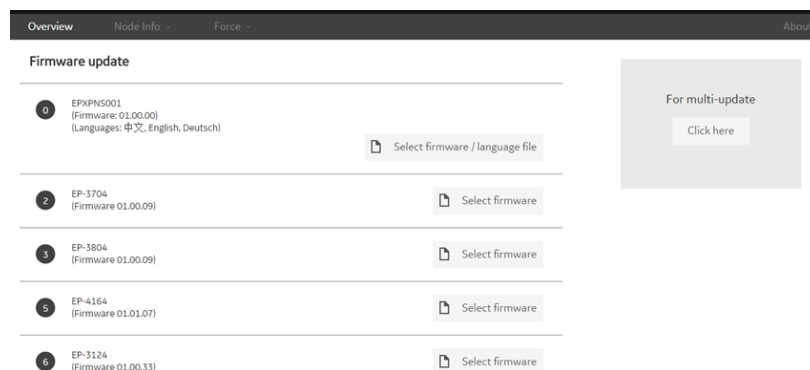 Overview Node Info Force About
Firmware update
0 EPXPNS001
(Firmware: 01.00.00)
(Languages: 中文, English, Deutsch)
Select firmware / language file
For multi-update
Click here
2 EP-3704
(Firmware 01.00.09)
Select firmware
3 EP-3804
(Firmware 01.00.09)
Select firmware
5 EP-4164
(Firmware 01.01.07)
Select firmware
6 EP-3124
(Firmware 01.00.33)
Select firmware